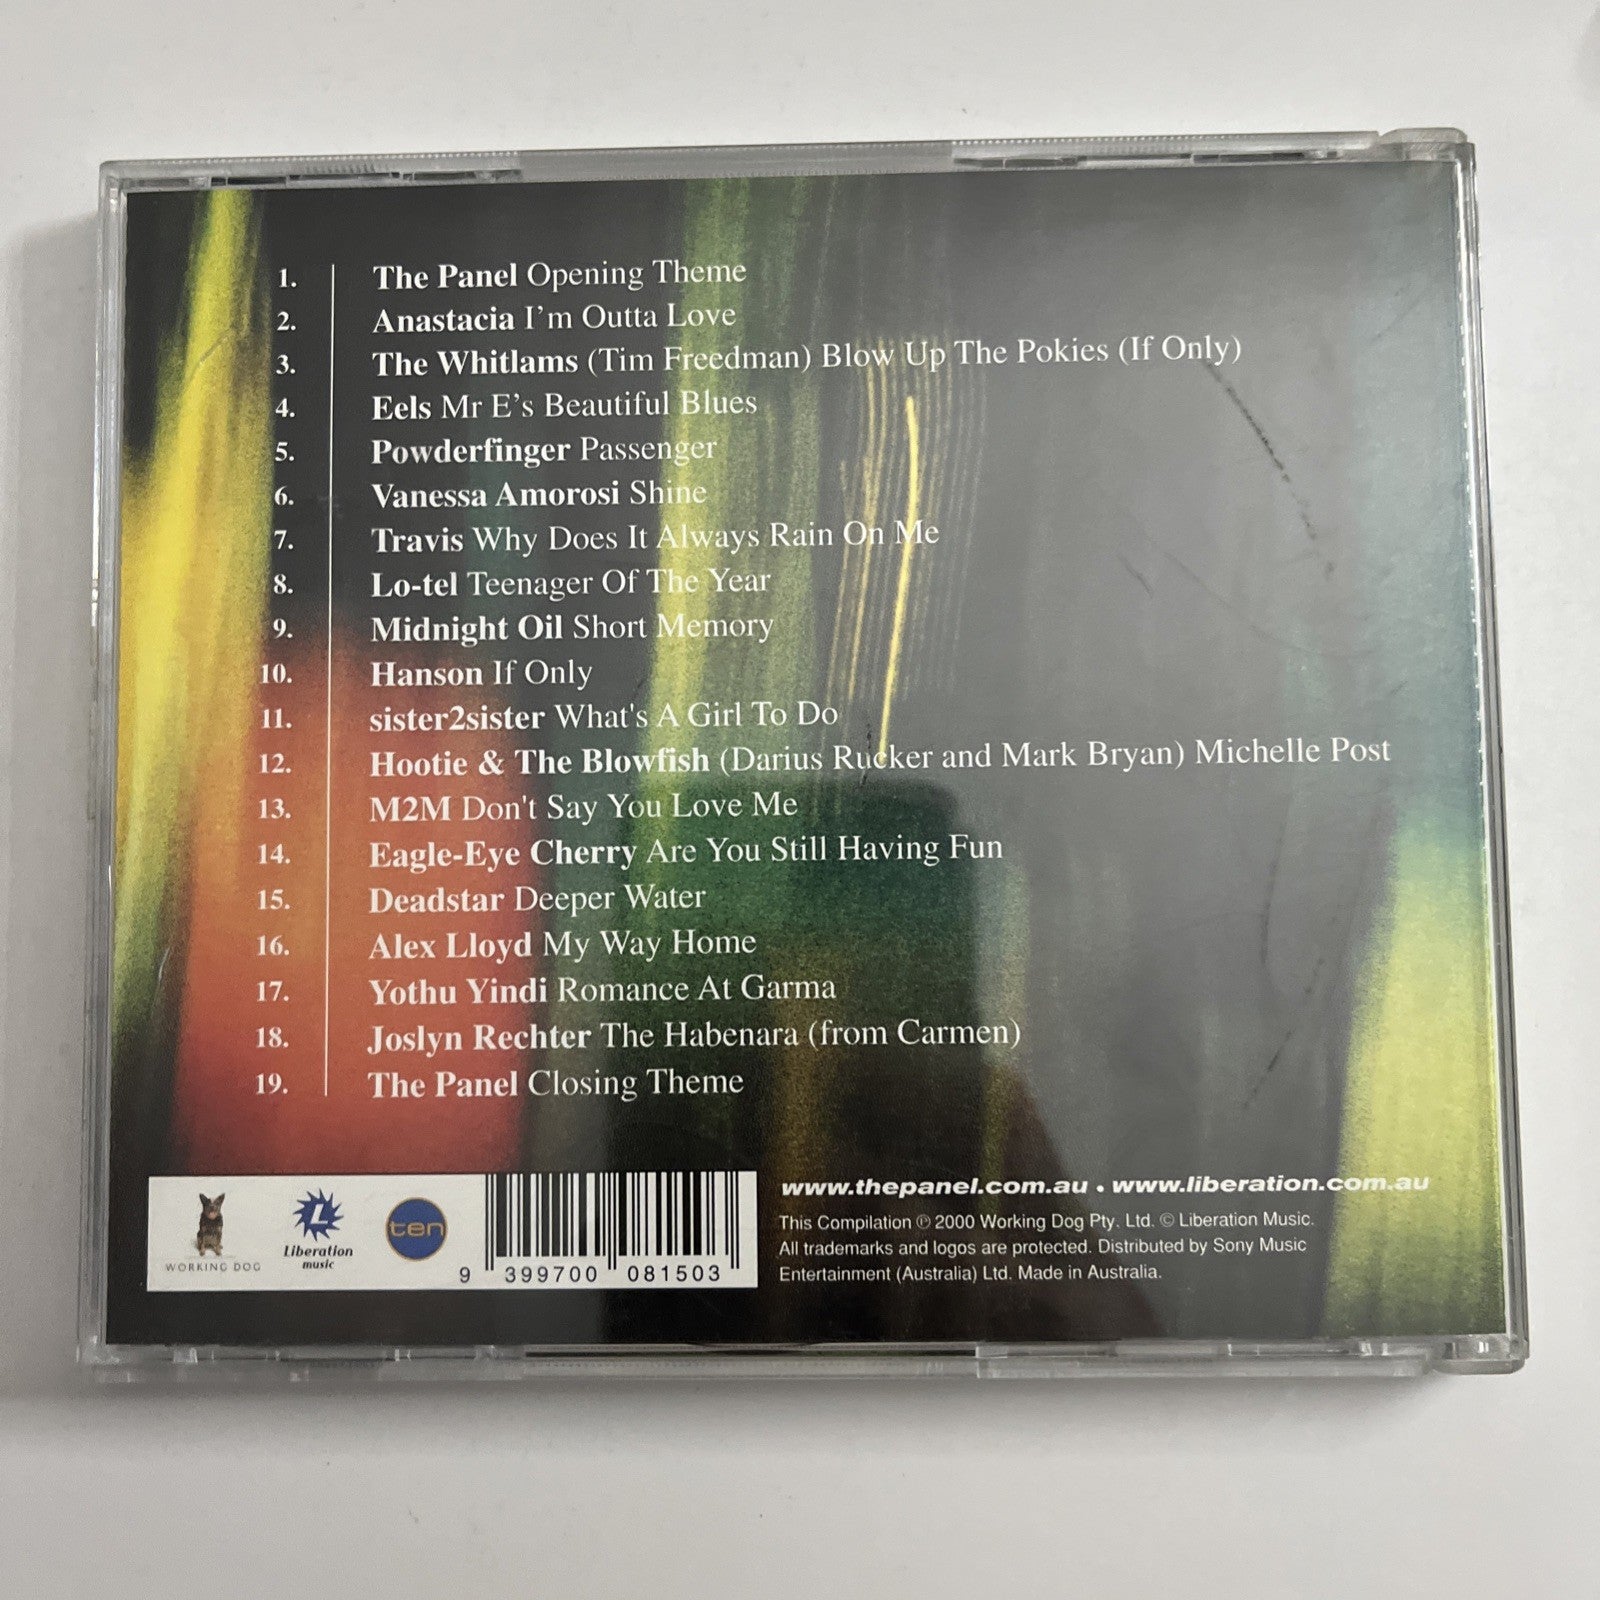 1. The Panel Opening Theme
2. Anastacia I'm Outta Love
3. The Whitlams (Tim Freedman) Blow Up The Pokies (If Only)
4. Eels Mr E's Beautiful Blues
5. Powderfinger Passenger
6. Vanessa Amorosi Shine
7. Travis Why Does It Always Rain On Me
8. Lo-tel Teenager Of The Year
9. Midnight Oil Short Memory
10. Hanson If Only
11. sister2sister What's A Girl To Do
12. Hootie & The Blowfish (Darius Rucker and Mark Bryan) Michelle Post
13. M2M Don't Say You Love Me
14. Eagle-Eye Cherry Are You Still Having Fun
15. Deadstar Deeper Water
16. Alex Lloyd My Way Home
17. Yothu Yindi Romance At Garma
18. Joslyn Rechter The Habenara (from Carmen)
19. The Panel Closing Theme
WORKING DOG
L
Liberation
music
ten
9 399700 081503
www.thepanel.com.au • www.liberation.com.au
This Compilation ℗ 2000 Working Dog Pty. Ltd. © Liberation Music.
All trademarks and logos are protected. Distributed by Sony Music
Entertainment (Australia) Ltd. Made in Australia.